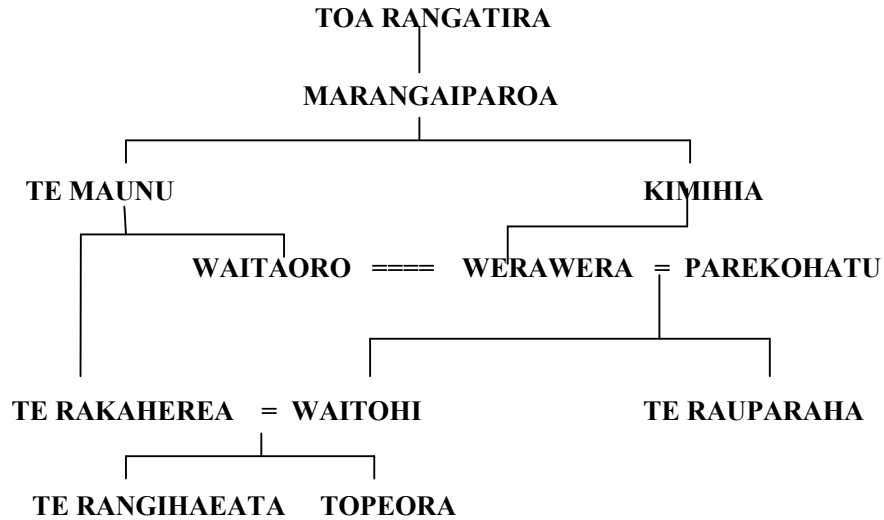 TOA RANGATIRA
MARANGAIPAROA
TE MAUNU KIMIHIA
WAITAORO ==== WERAWERA = PAREKOHATU
TE RAKAHEREA = WAITOHI TE RAUPARAHA
TE RANGIHAEATA TOPEORA